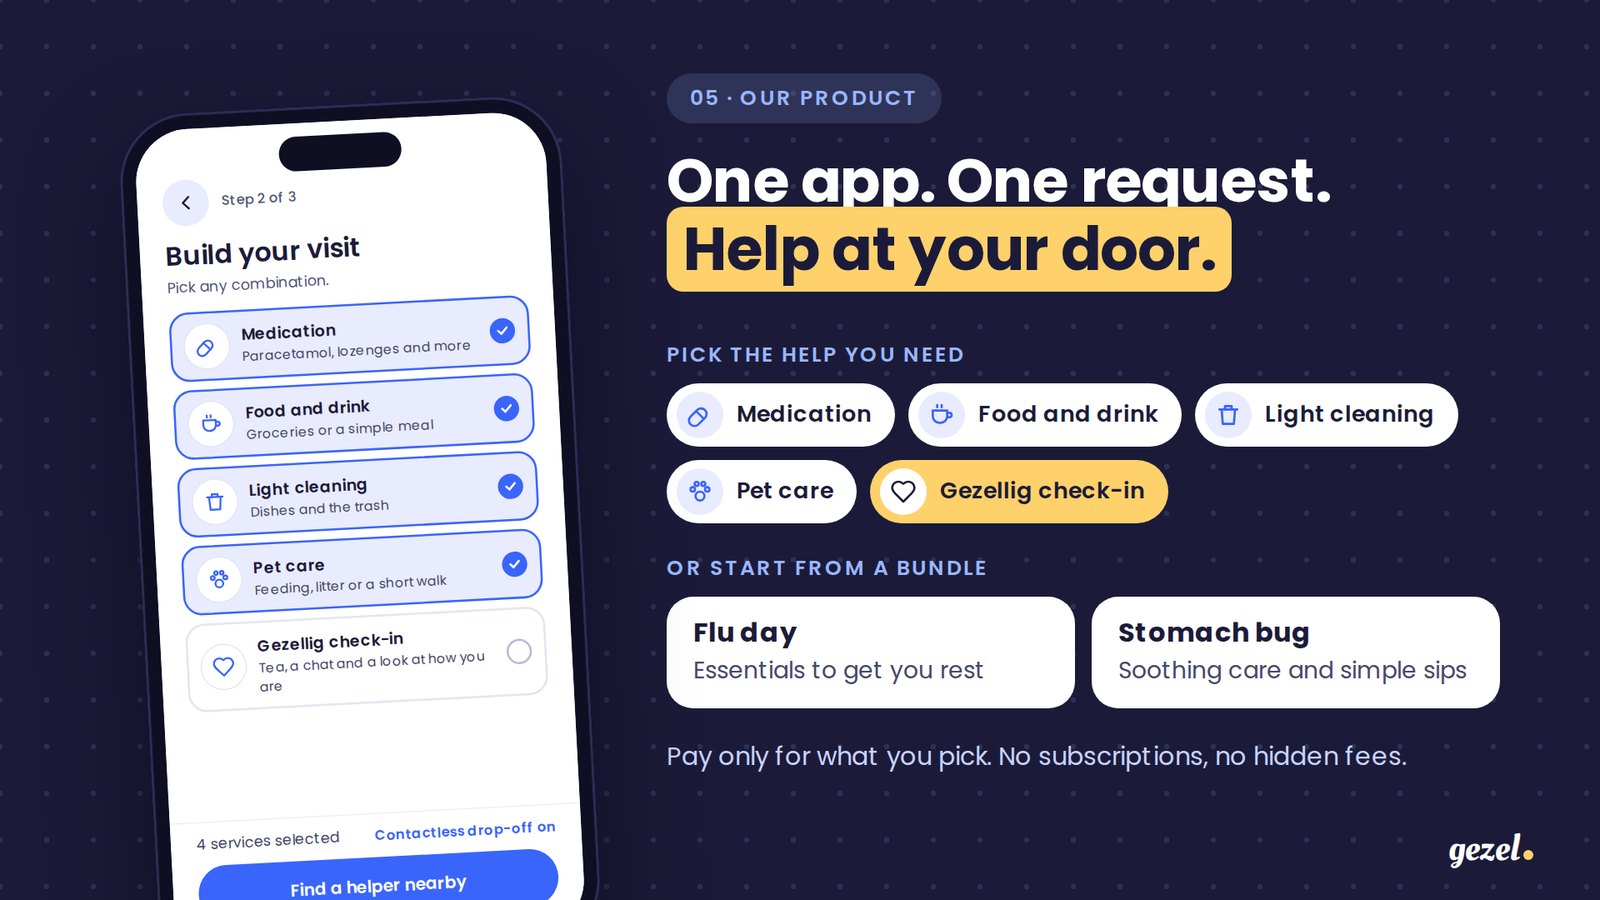 Step 2 of 3
Build your visit
Pick any combination.
Medication
Paracetamol, lozenges and more
Food and drink
Groceries or a simple meal
Light cleaning
Dishes and the trash
Pet care
Feeding, litter or a short walk
Gezellig check-in
Tea, a chat and a look at how you
are
4 services selected
Contactless drop-off on
Find a helper nearby
05 · OUR PRODUCT
One app. One request.
Help at your door.
PICK THE HELP YOU NEED
Medication
Food and drink
Light cleaning
Pet care
Gezellig check-in
OR START FROM A BUNDLE
Flu day
Essentials to get you rest
Stomach bug
Soothing care and simple sips
Pay only for what you pick. No subscriptions, no hidden fees.
gezel.